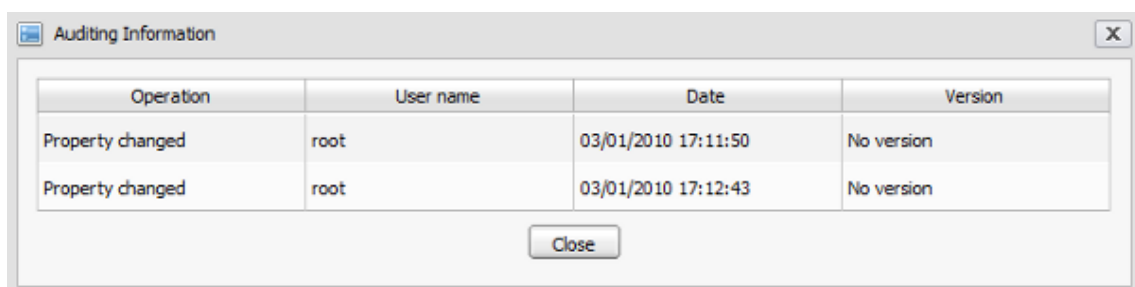 Auditing Information
Operation User name Date Version
Property changed root 03/01/2010 17:11:50 No version
Property changed root 03/01/2010 17:12:43 No version
Close